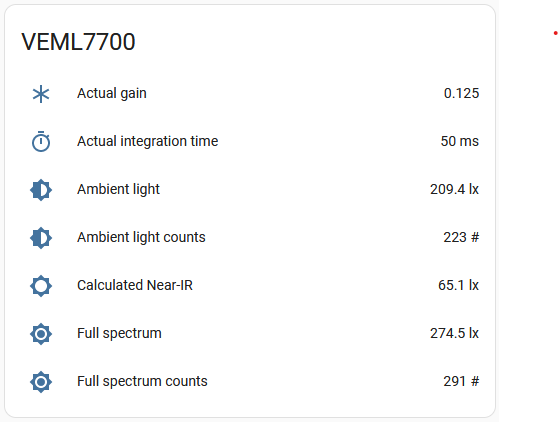 VEML7700
Actual gain 0.125
Actual integration time 50 ms
Ambient light 209.4 lx
Ambient light counts 223 #
Calculated Near-IR 65.1 lx
Full spectrum 274.5 lx
Full spectrum counts 291 #